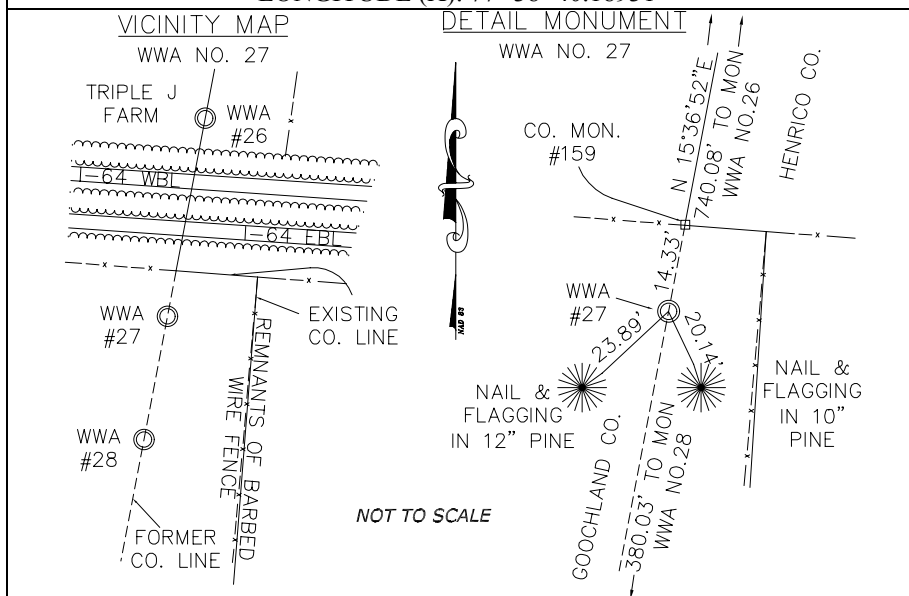 VICINITY MAP
WWA NO. 27
TRIPLE J
FARM
WWA
#26
I-64 WBL
I-64 EBL
WWA
#27
EXISTING
CO. LINE
REMNANTS OF BARBED
WIRE FENCE
WWA
#28
FORMER
CO. LINE
NAD 83
NOT TO SCALE
DETAIL MONUMENT
WWA NO. 27
CO. MON.
#159
N 15°36'52"E
740.08' TO MON
WWA NO.26
HENRICO CO.
14.33'
WWA
#27
23.89'
20.14'
NAIL &
FLAGGING
IN 12" PINE
NAIL &
FLAGGING
IN 10"
PINE
GOOCHLAND CO.
380.03' TO MON
WWA NO.28